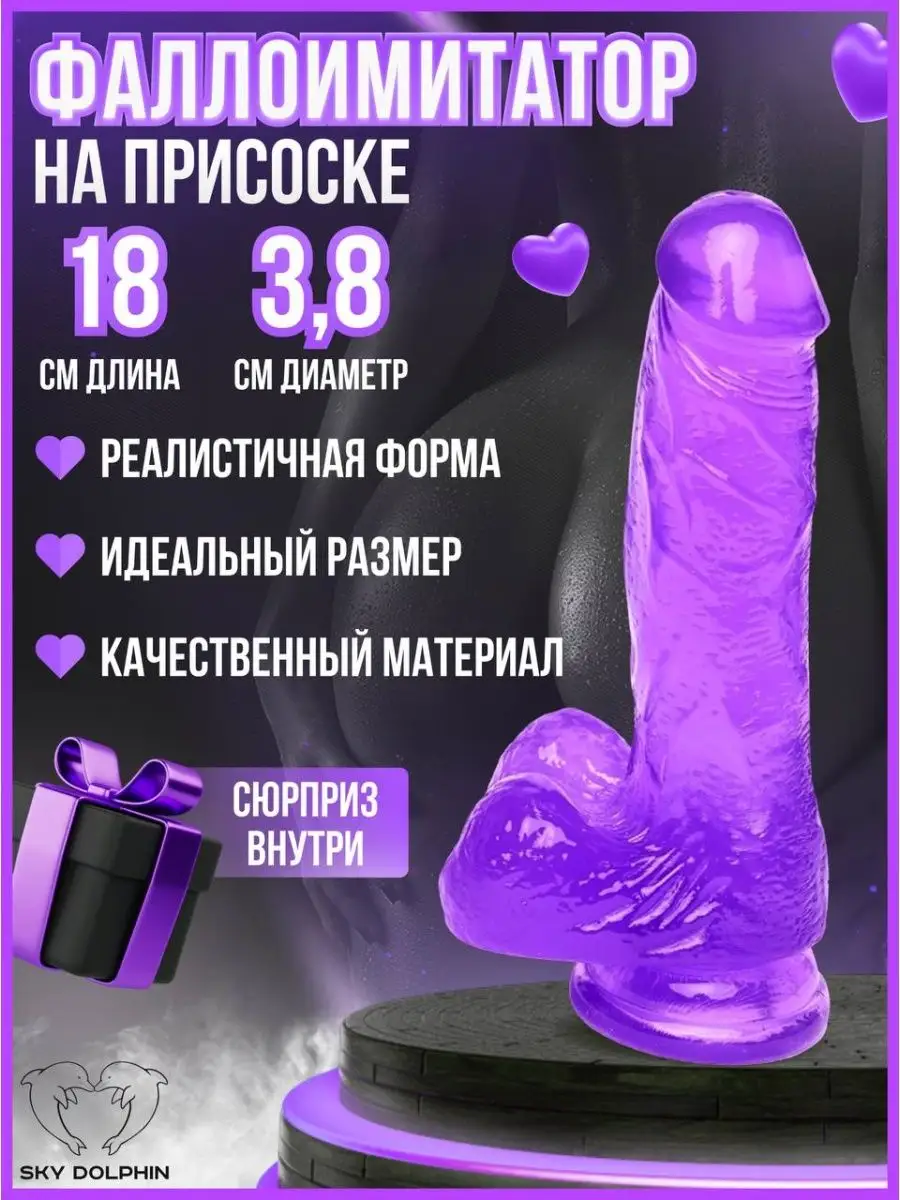 ФАЛЛОИМИТАТОР
НА ПРИСОСКЕ
18 3,8
СМ ДЛИНА СМ ДИАМЕТР
РЕАЛИСТИЧНАЯ ФОРМА
ИДЕАЛЬНЫЙ РАЗМЕР
КАЧЕСТВЕННЫЙ МАТЕРИАЛ
СЮРПРИЗ
ВНУТРИ
SKY DOLPHIN